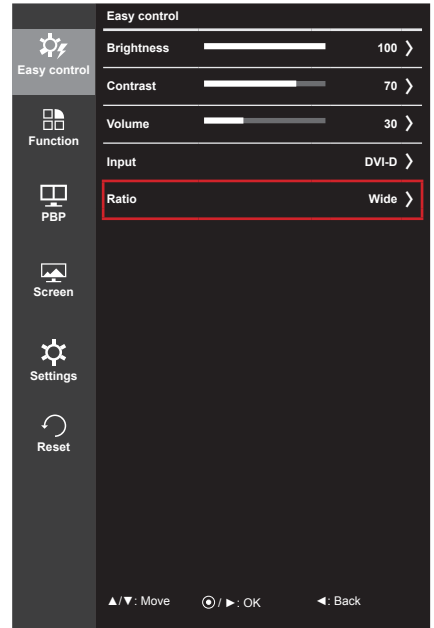 Easy control
Easy control
Function
PBP
Screen
Settings
Reset
Brightness 100 ❯
Contrast 70 ❯
Volume 30 ❯
Input DVI-D ❯
Ratio Wide ❯
▲/▼: Move ⦿ / ►: OK ◄: Back